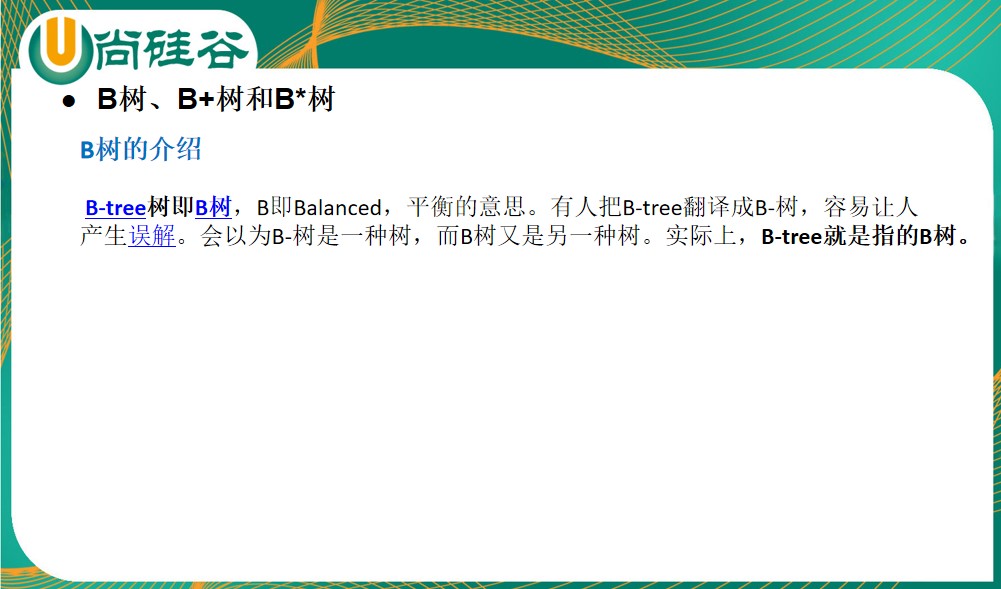 尚硅谷
● B树、B+树和B*树
B树的介绍
B-tree树即B树，B即Balanced，平衡的意思。有人把B-tree翻译成B-树，容易让人
产生误解。会以为B-树是一种树，而B树又是另一种树。实际上，B-tree就是指的B树。